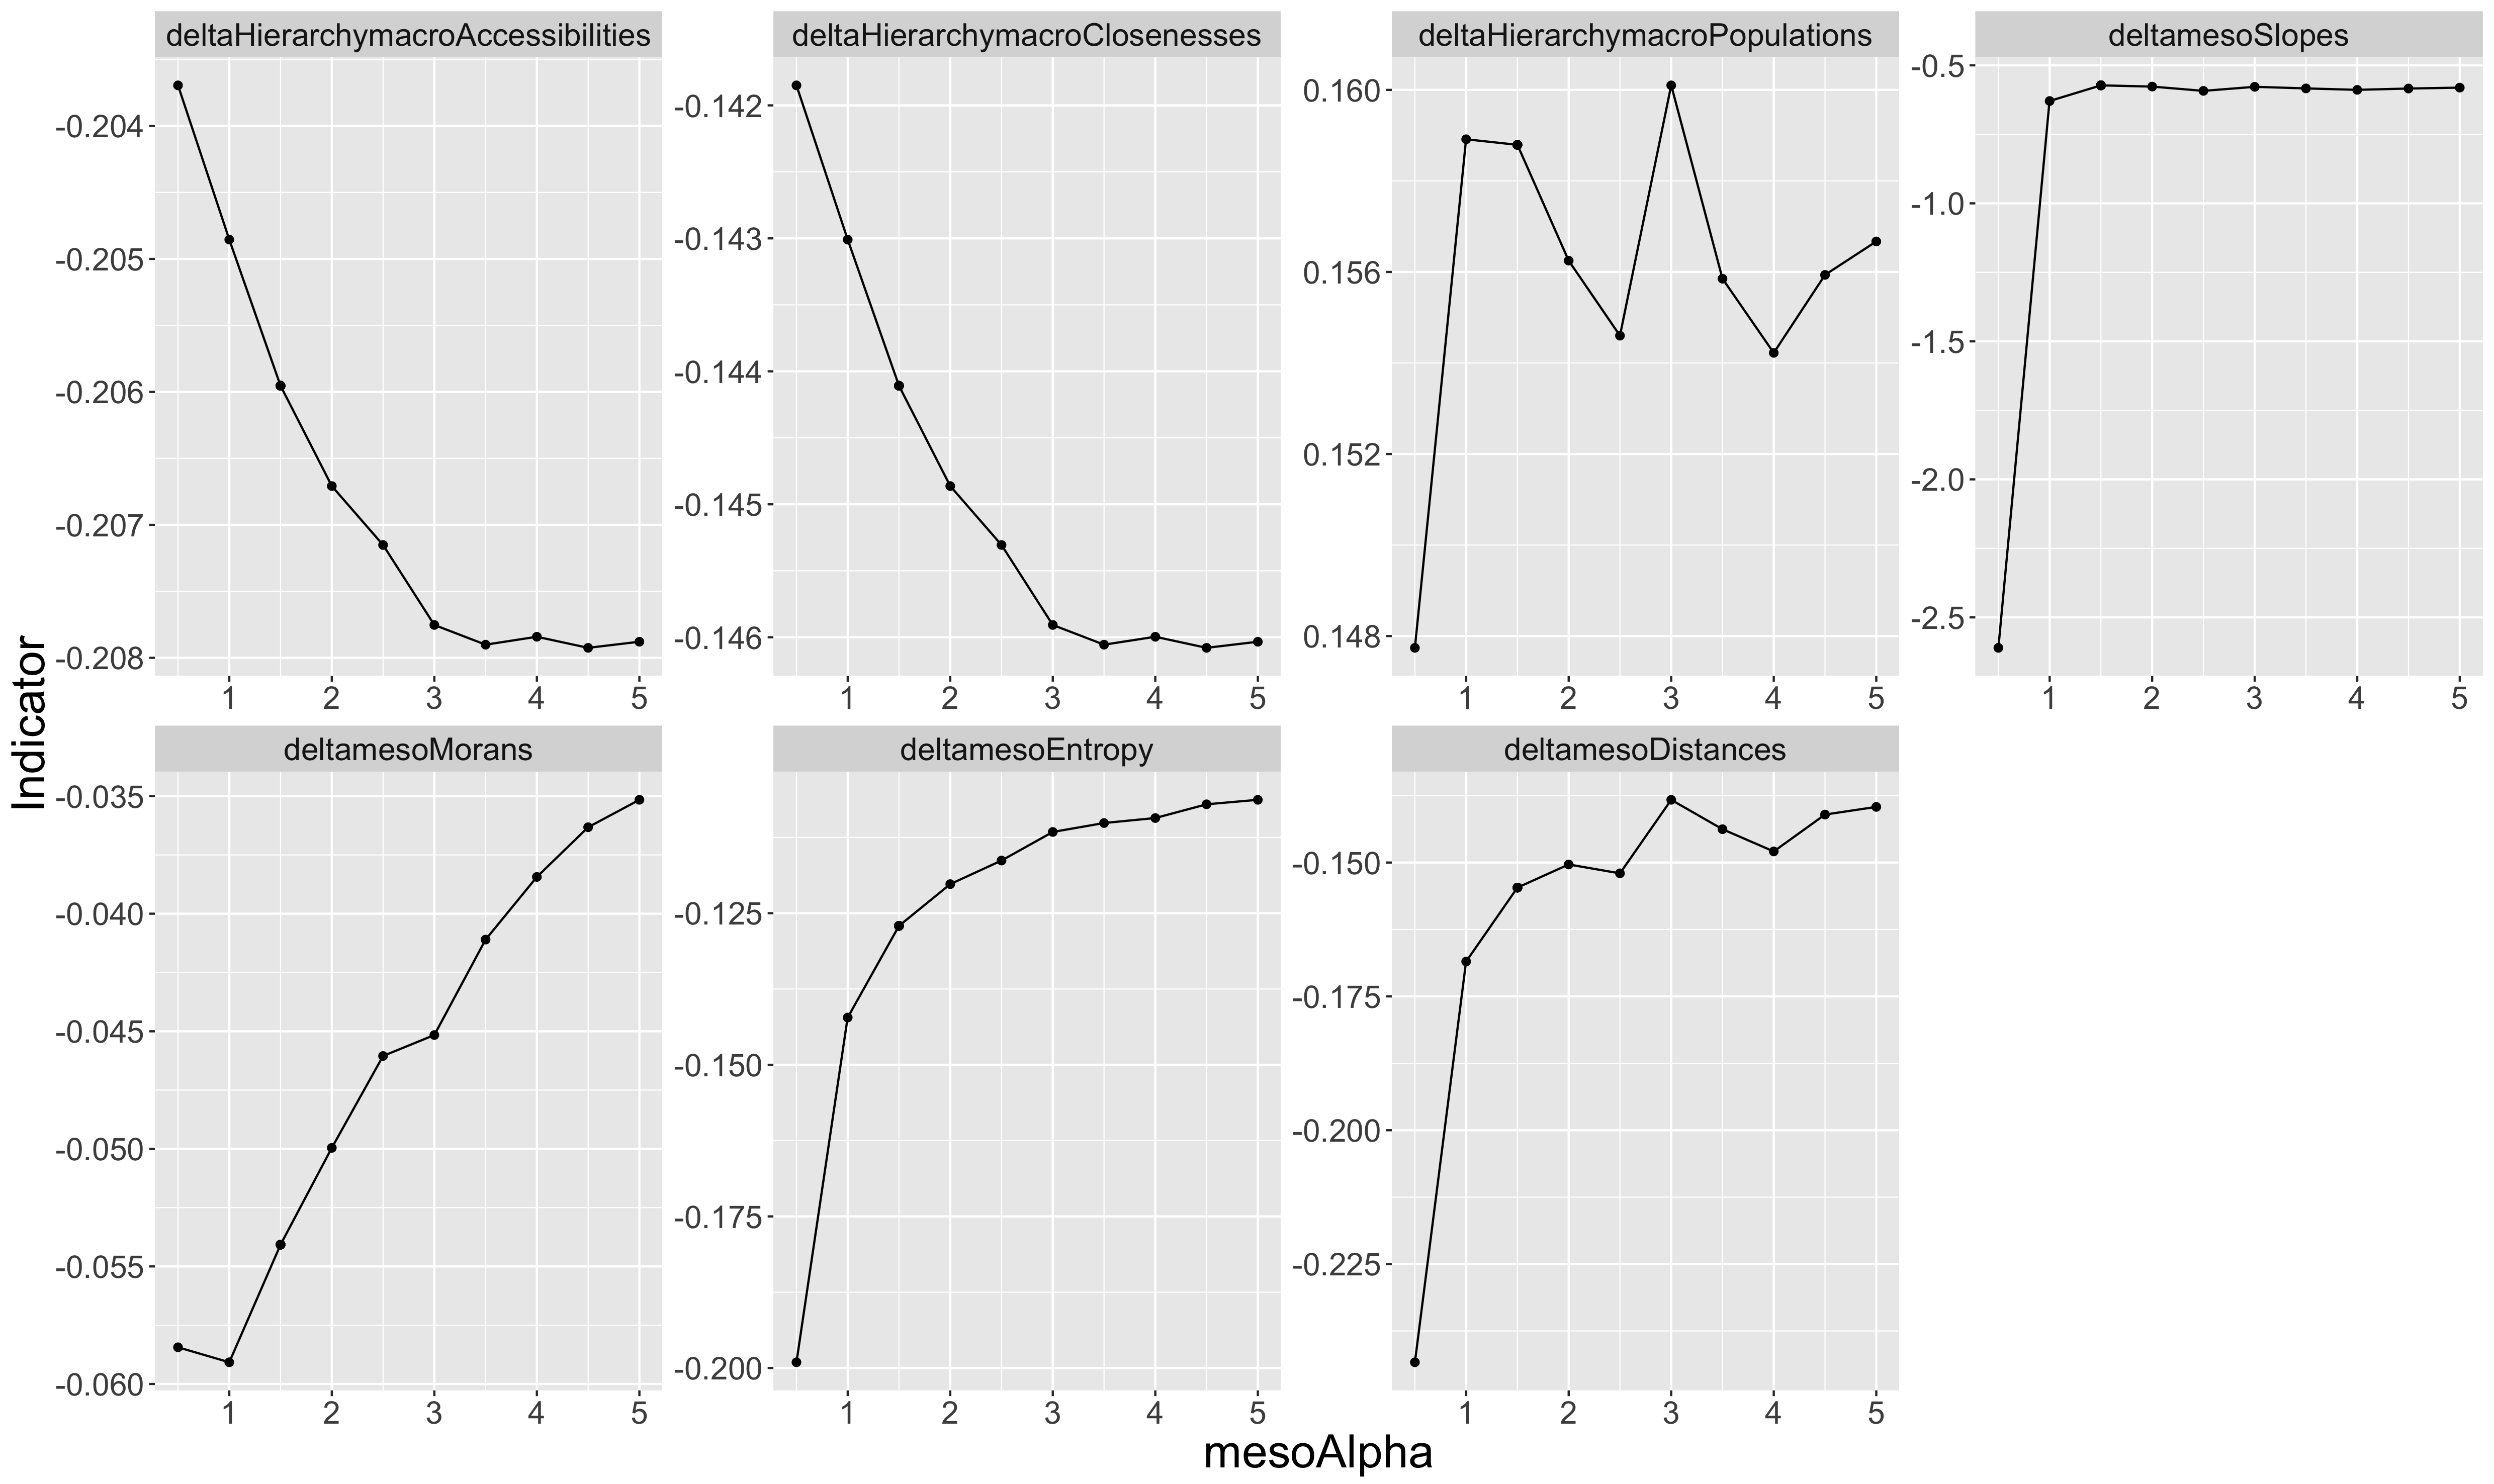 deltaHierarchymacroAccessibilities
deltaHierarchymacroClosenesses
deltaHierarchymacroPopulations
deltamesoSlopes
-0.204
-0.205
-0.206
-0.207
-0.208
1 2 3 4 5
-0.142
-0.143
-0.144
-0.145
-0.146
1 2 3 4 5
0.160
0.156
0.152
0.148
1 2 3 4 5
-0.5
-1.0
-1.5
-2.0
-2.5
1 2 3 4 5
Indicator
deltamesoMorans
deltamesoEntropy
deltamesoDistances
-0.035
-0.040
-0.045
-0.050
-0.055
-0.060
1 2 3 4 5
-0.125
-0.150
-0.175
-0.200
1 2 3 4 5
-0.150
-0.175
-0.200
-0.225
1 2 3 4 5
mesoAlpha